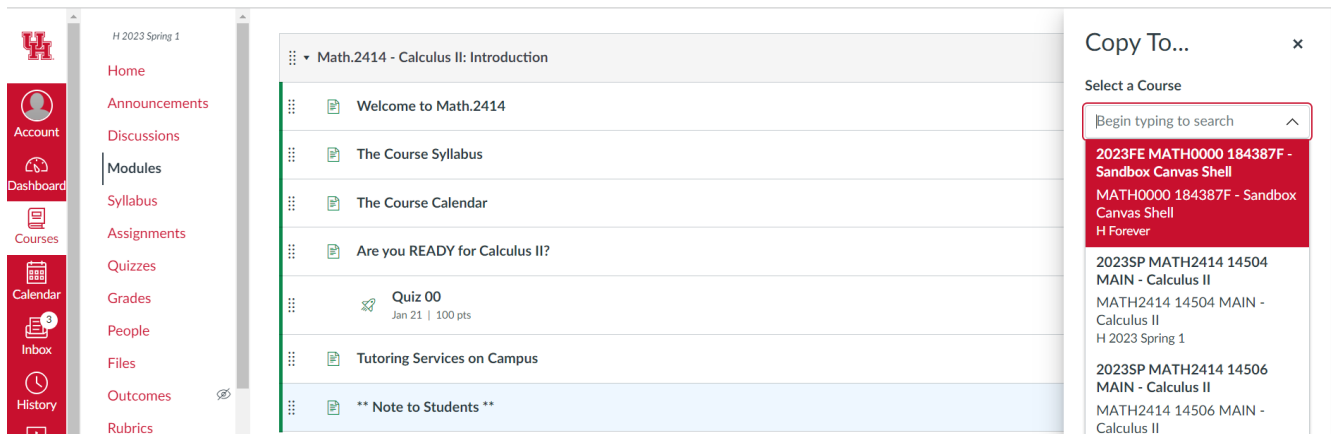 UH
Account
Dashboard
Courses
Calendar
3
Inbox
History
H 2023 Spring 1
Home
Announcements
Discussions
Modules
Syllabus
Assignments
Quizzes
Grades
People
Files
Outcomes
Rubrics
Math.2414 - Calculus II: Introduction
Welcome to Math.2414
The Course Syllabus
The Course Calendar
Are you READY for Calculus II?
Quiz 00
Jan 21 | 100 pts
Tutoring Services on Campus
** Note to Students **
Copy To...
Select a Course
Begin typing to search
2023FE MATH0000 184387F -
Sandbox Canvas Shell
MATH0000 184387F - Sandbox
Canvas Shell
H Forever
2023SP MATH2414 14504
MAIN - Calculus II
MATH2414 14504 MAIN -
Calculus II
H 2023 Spring 1
2023SP MATH2414 14506
MAIN - Calculus II
MATH2414 14506 MAIN -
Calculus II